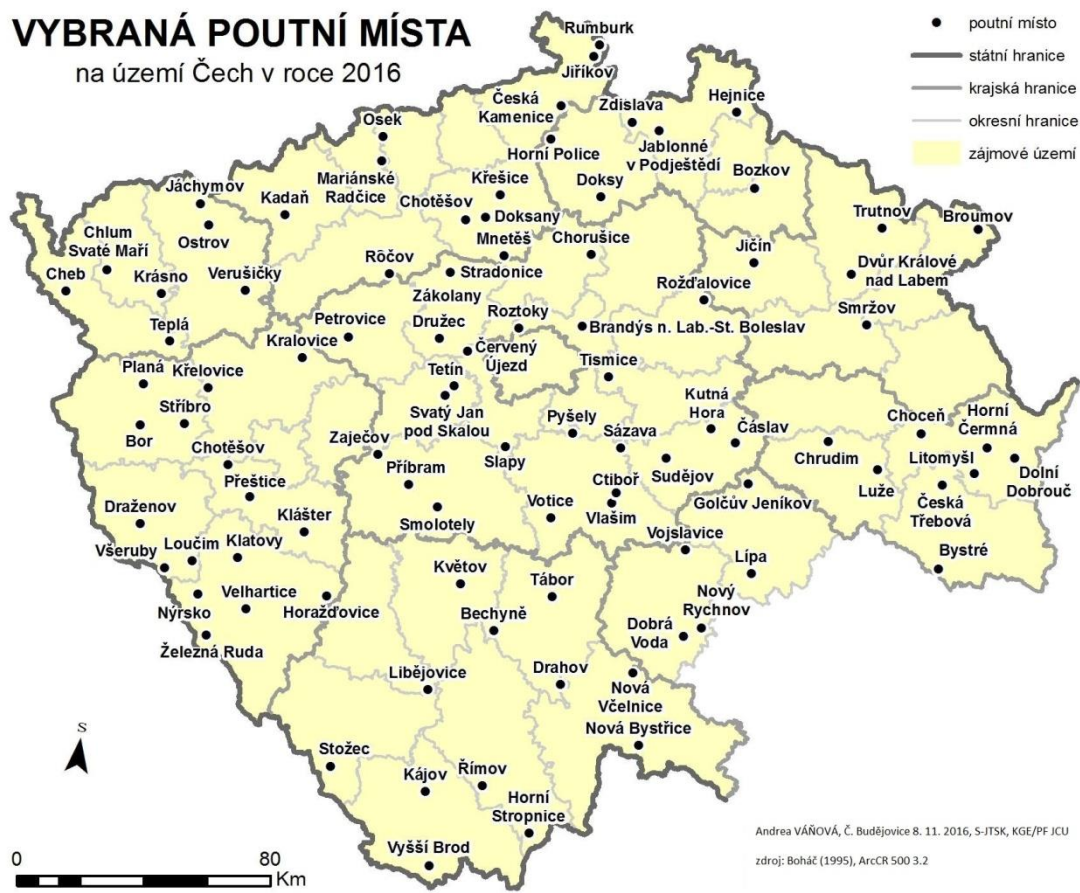 VYBRANÁ POUTNÍ MÍSTA
na území Čech v roce 2016
poutní místo
státní hranice
krajská hranice
okresní hranice
zájmové území
Rumburk
Jiříkov
Česká
Kamenice
Zdislava
Hejnice
Osek
Horní Police
Jablonné
v Podještědí
Mariánské
Radčice
Křešice
Doksy
Bozkov
Jáchymov
Kadaň
Chotěšov
Doksany
Trutnov
Broumov
Chlum
Svaté Maří
Ostrov
Mnetěš
Chorušice
Jičín
Cheb
Krásno
Verušičky
Ročov
Stradonice
Rožďalovice
Dvůr Králové
nad Labem
Zákolany
Smržov
Teplá
Petrovice
Družec
Roztoky
Brandýs n. Lab.-St. Boleslav
Kralovice
Červený
Újezd
Tismice
Planá
Křelovice
Tetín
Stříbro
Svatý Jan
pod Skalou
Pyšely
Sázava
Kutná
Hora
Čáslav
Choceň
Horní
Čermná
Bor
Chotěšov
Zaječov
Slapy
Chrudim
Litomyšl
Přeštice
Příbram
Ctiboř
Sudějov
Luže
Dolní
Dobrouč
Draženov
Klášter
Smolotely
Votice
Vlašim
Golčův Jeníkov
Česká
Třebová
Všeruby
Loučim
Klatovy
Vojslavice
Bystré
Květov
Tábor
Lípa
Velhartice
Horažďovice
Nýrsko
Bechyně
Nový
Rychnov
Dobrá
Voda
Železná Ruda
Libějovice
Drahov
Nová
Včelnice
Nová Bystřice
S
Stožec
Kájov
Římov
Horní
Stropnice
Vyšší Brod
0 80
Km
Andrea VÁŇOVÁ, Č. Budějovice 8. 11. 2016, S-JTSK, KGE/PF JCU
zdroj: Boháč (1995), ArcCR 500 3.2